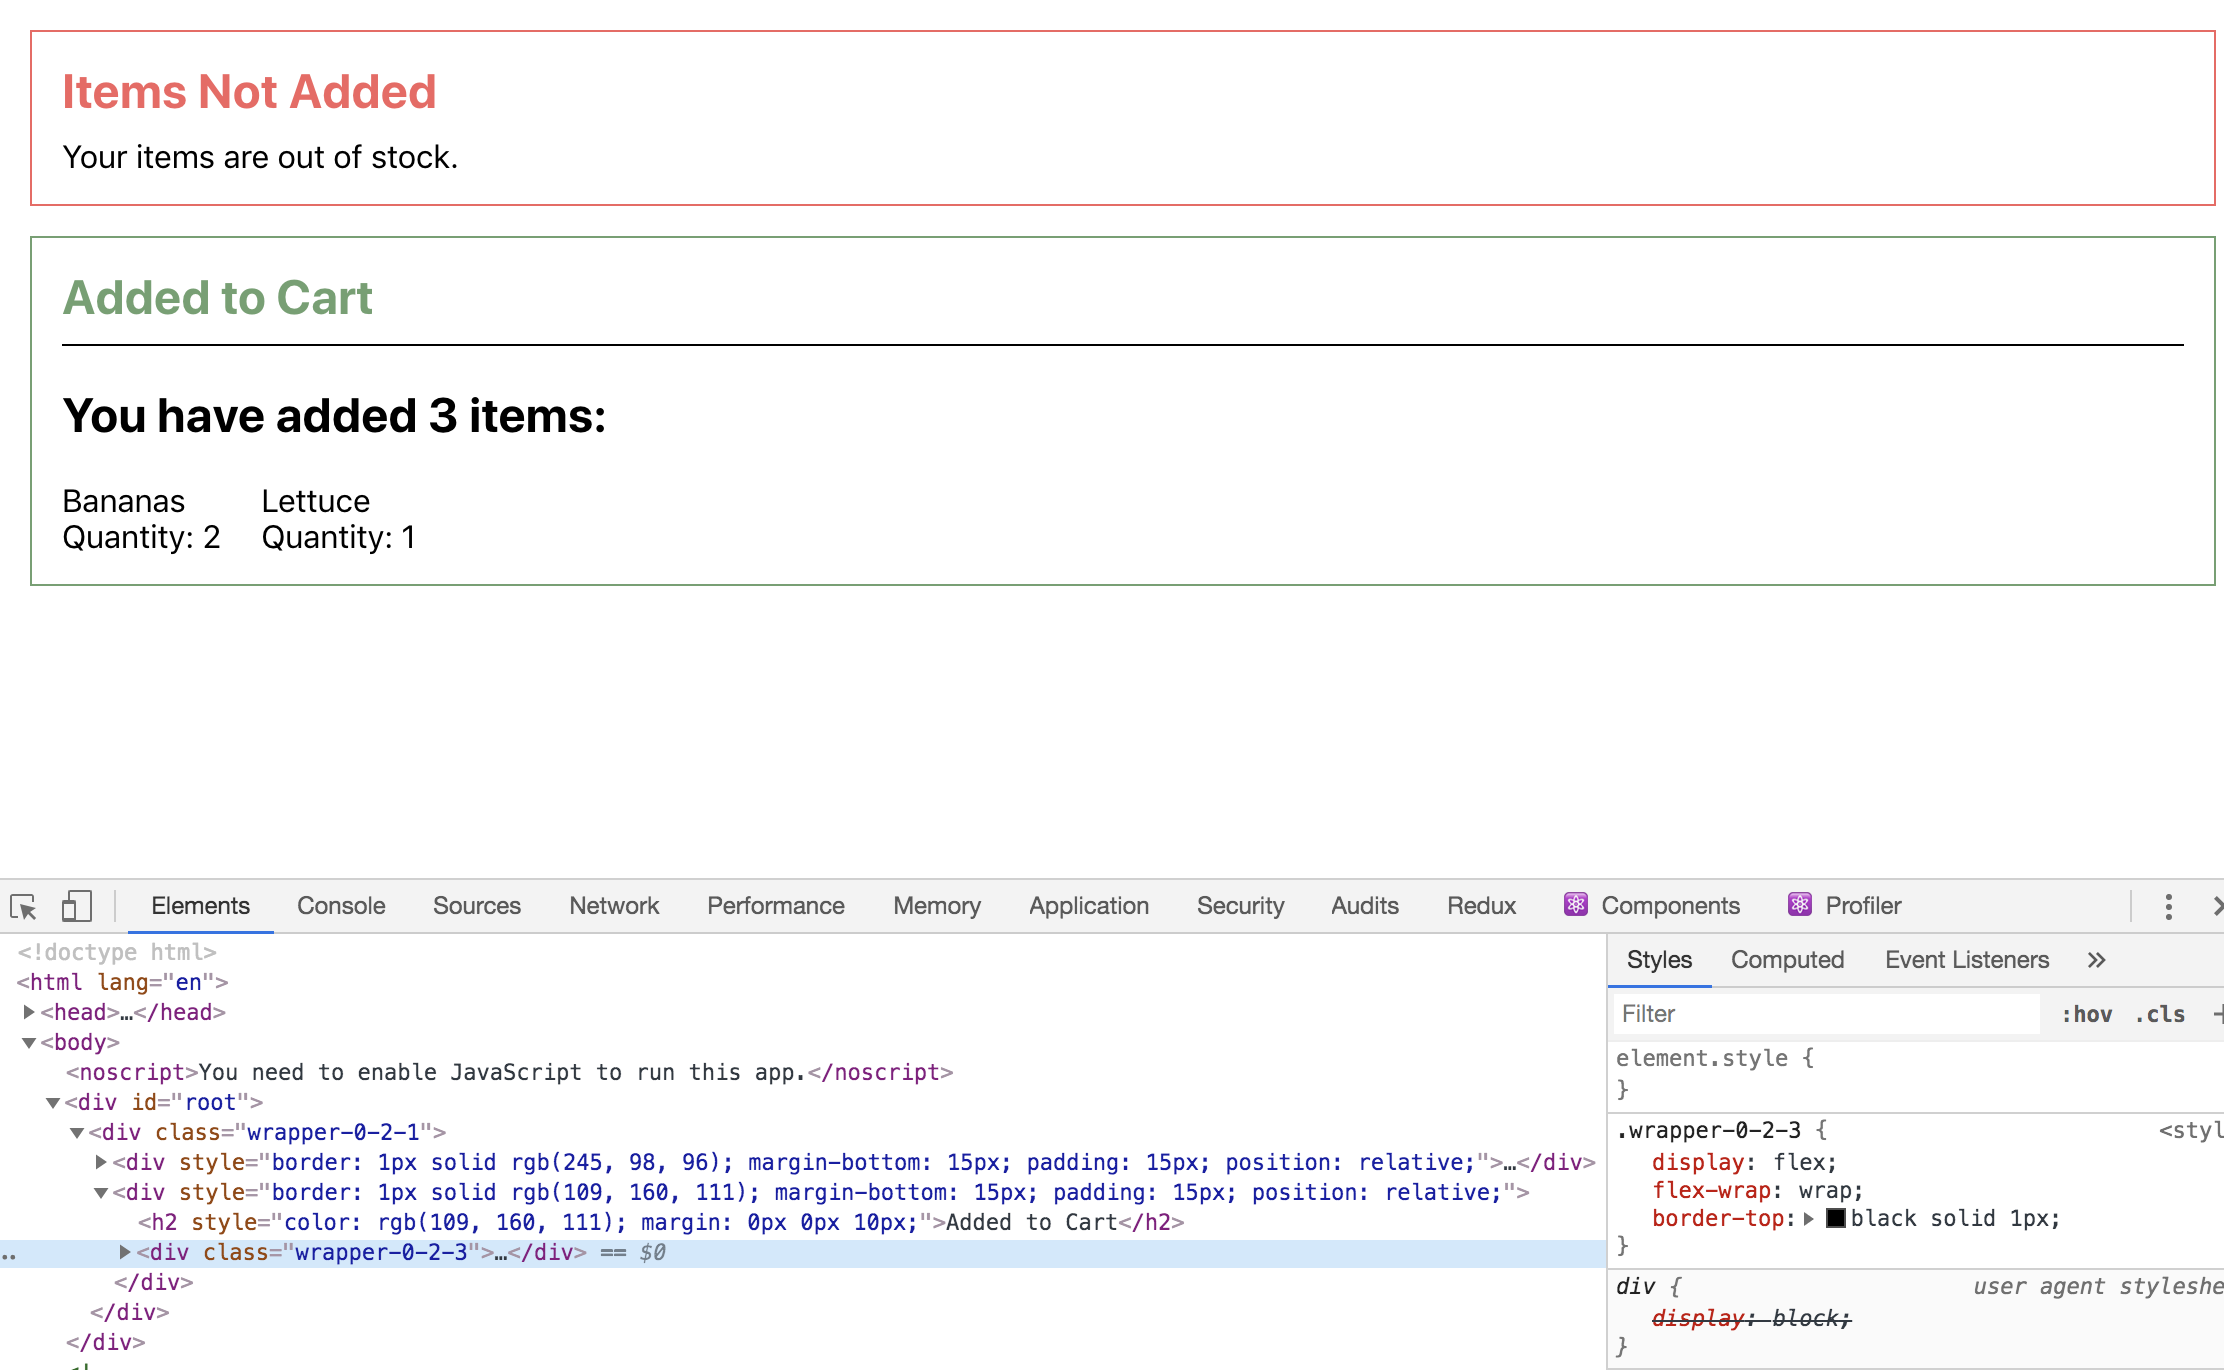 Items Not Added
Your items are out of stock.
Added to Cart
You have added 3 items:
Bananas Lettuce
Quantity: 2 Quantity: 1
Elements Console Sources Network Performance Memory Application Security Audits Redux Components Profiler
<!doctype html>
<html lang="en">
<head>…</head>
<body>
<noscript>You need to enable JavaScript to run this app.</noscript>
<div id="root">
<div class="wrapper-0-2-1">
<div style="border: 1px solid rgb(245, 98, 96); margin-bottom: 15px; padding: 15px; position: relative;">…</div>
<div style="border: 1px solid rgb(109, 160, 111); margin-bottom: 15px; padding: 15px; position: relative;">
<h2 style="color: rgb(109, 160, 111); margin: 0px 0px 10px;">Added to Cart</h2>
<div class="wrapper-0-2-3">…</div> == $0
</div>
</div>
</div>
Styles Computed Event Listeners »
Filter :hov .cls +
element.style {
}
.wrapper-0-2-3 { <styl
display: flex;
flex-wrap: wrap;
border-top: black solid 1px;
}
div { user agent styleshe
display: block;
}